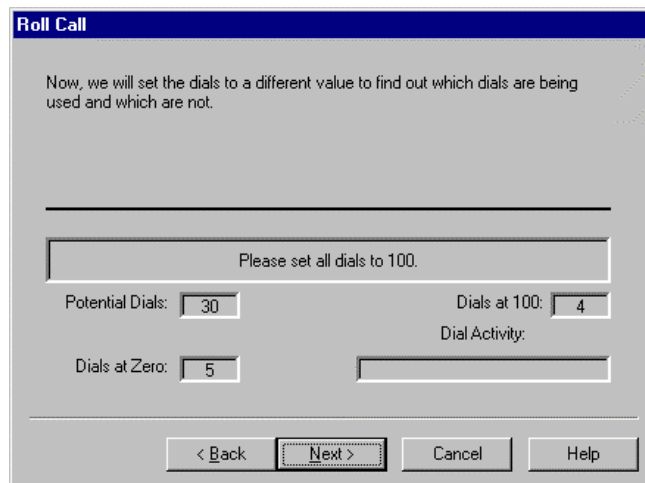 Roll Call
Now, we will set the dials to a different value to find out which dials are being
used and which are not.
Please set all dials to 100.
Potential Dials: 30
Dials at 100: 4
Dial Activity:
Dials at Zero: 5
< Back
Next >
Cancel
Help